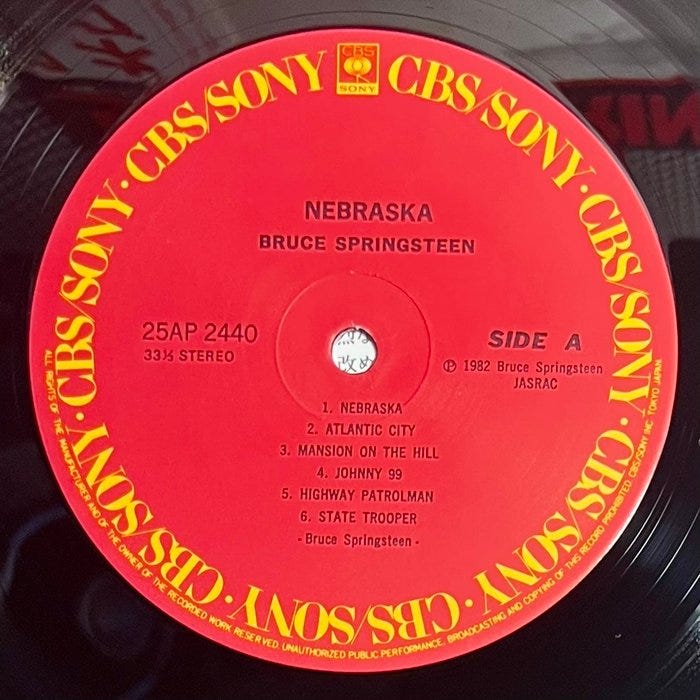 CBS/SONY · CBS/SONY · CBS/SONY · CBS/SONY · CBS/SONY · CBS/SONY · CBS/SONY · CBS/SONY
CBS
SONY
NEBRASKA
BRUCE SPRINGSTEEN
25AP 2440
33⅓ STEREO
SIDE A
Ⓟ 1982 Bruce Springsteen
JASRAC
改め
1. NEBRASKA
2. ATLANTIC CITY
3. MANSION ON THE HILL
4. JOHNNY 99
5. HIGHWAY PATROLMAN
6. STATE TROOPER
- Bruce Springsteen -
ALL RIGHTS OF THE MANUFACTURER AND OF THE OWNER OF THE RECORDED WORK RESERVED. UNAUTHORIZED PUBLIC PERFORMANCE, BROADCASTING AND COPYING OF THIS RECORD PROHIBITED CBS/SONY INC. TOKYO JAPAN